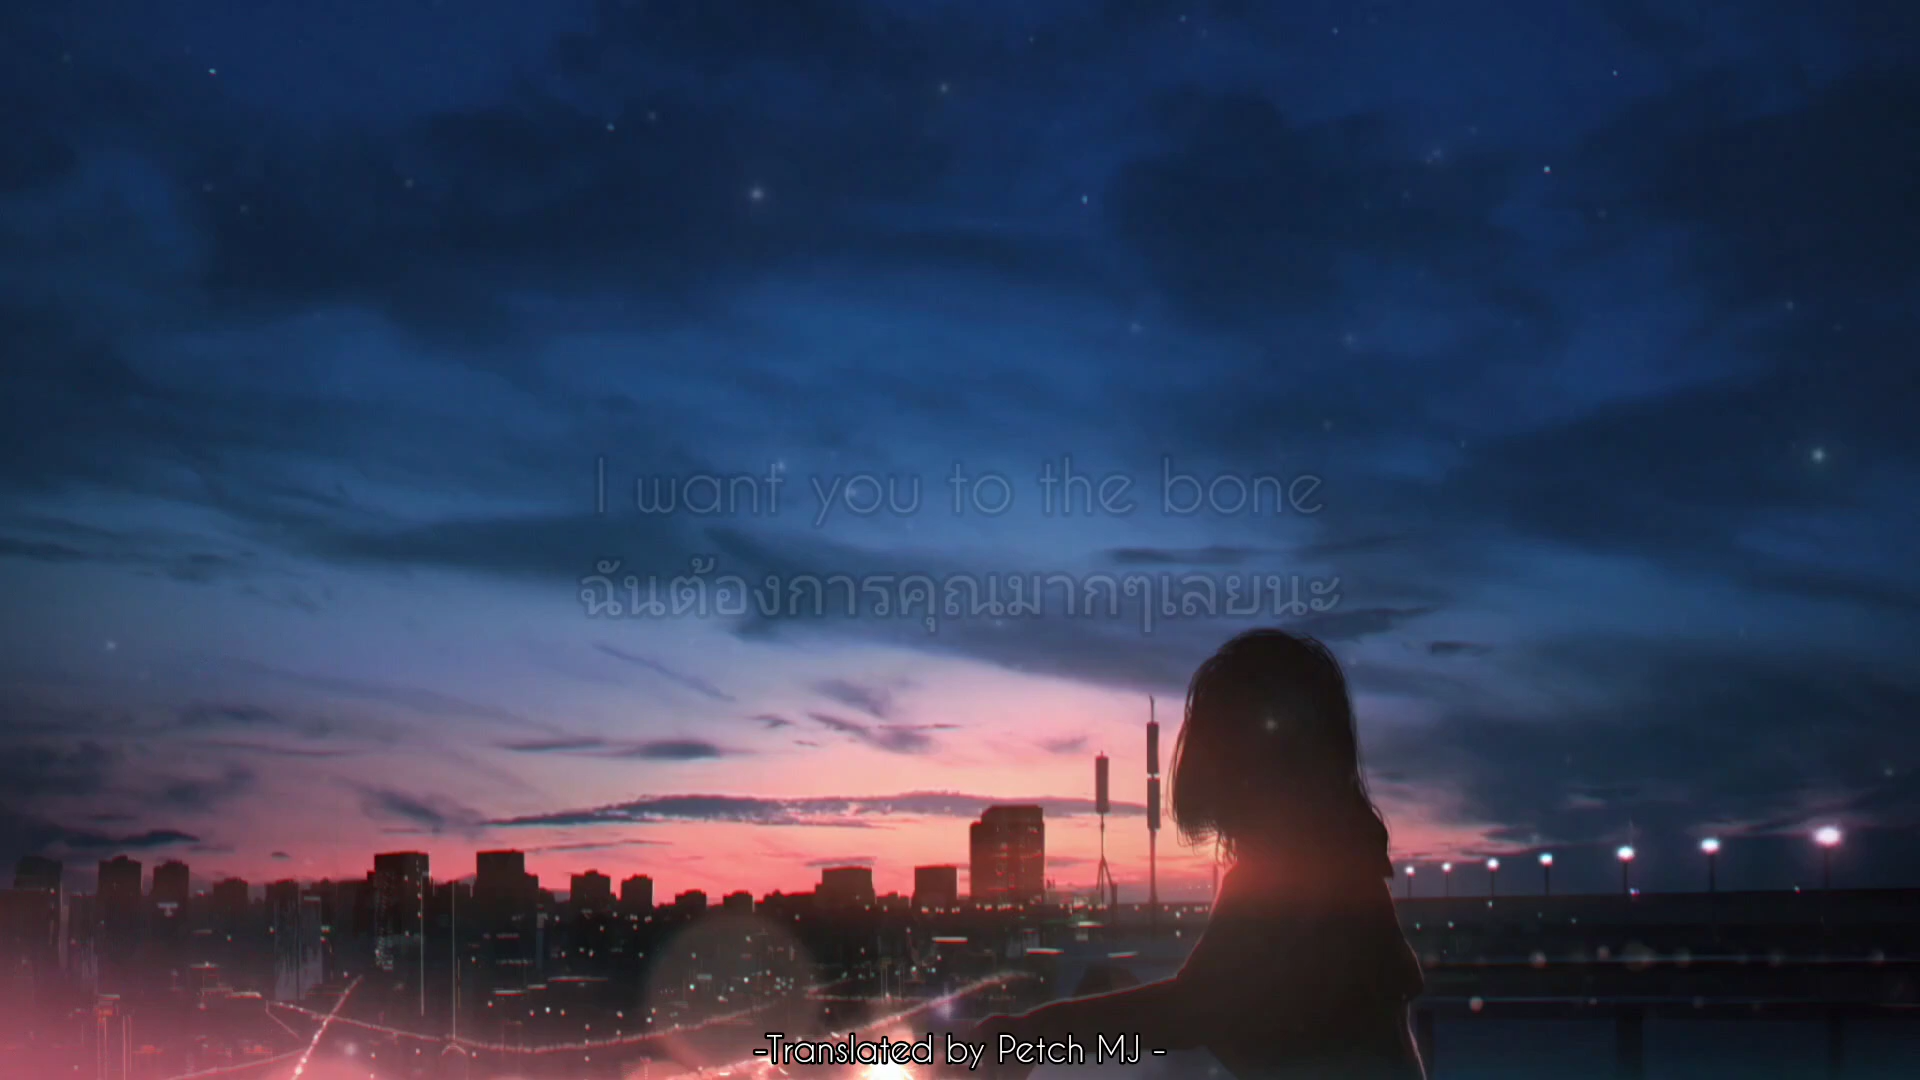 I want you to the bone
ฉันต้องการคุณมากๆเลยนะ
-Translated by Petch MJ -